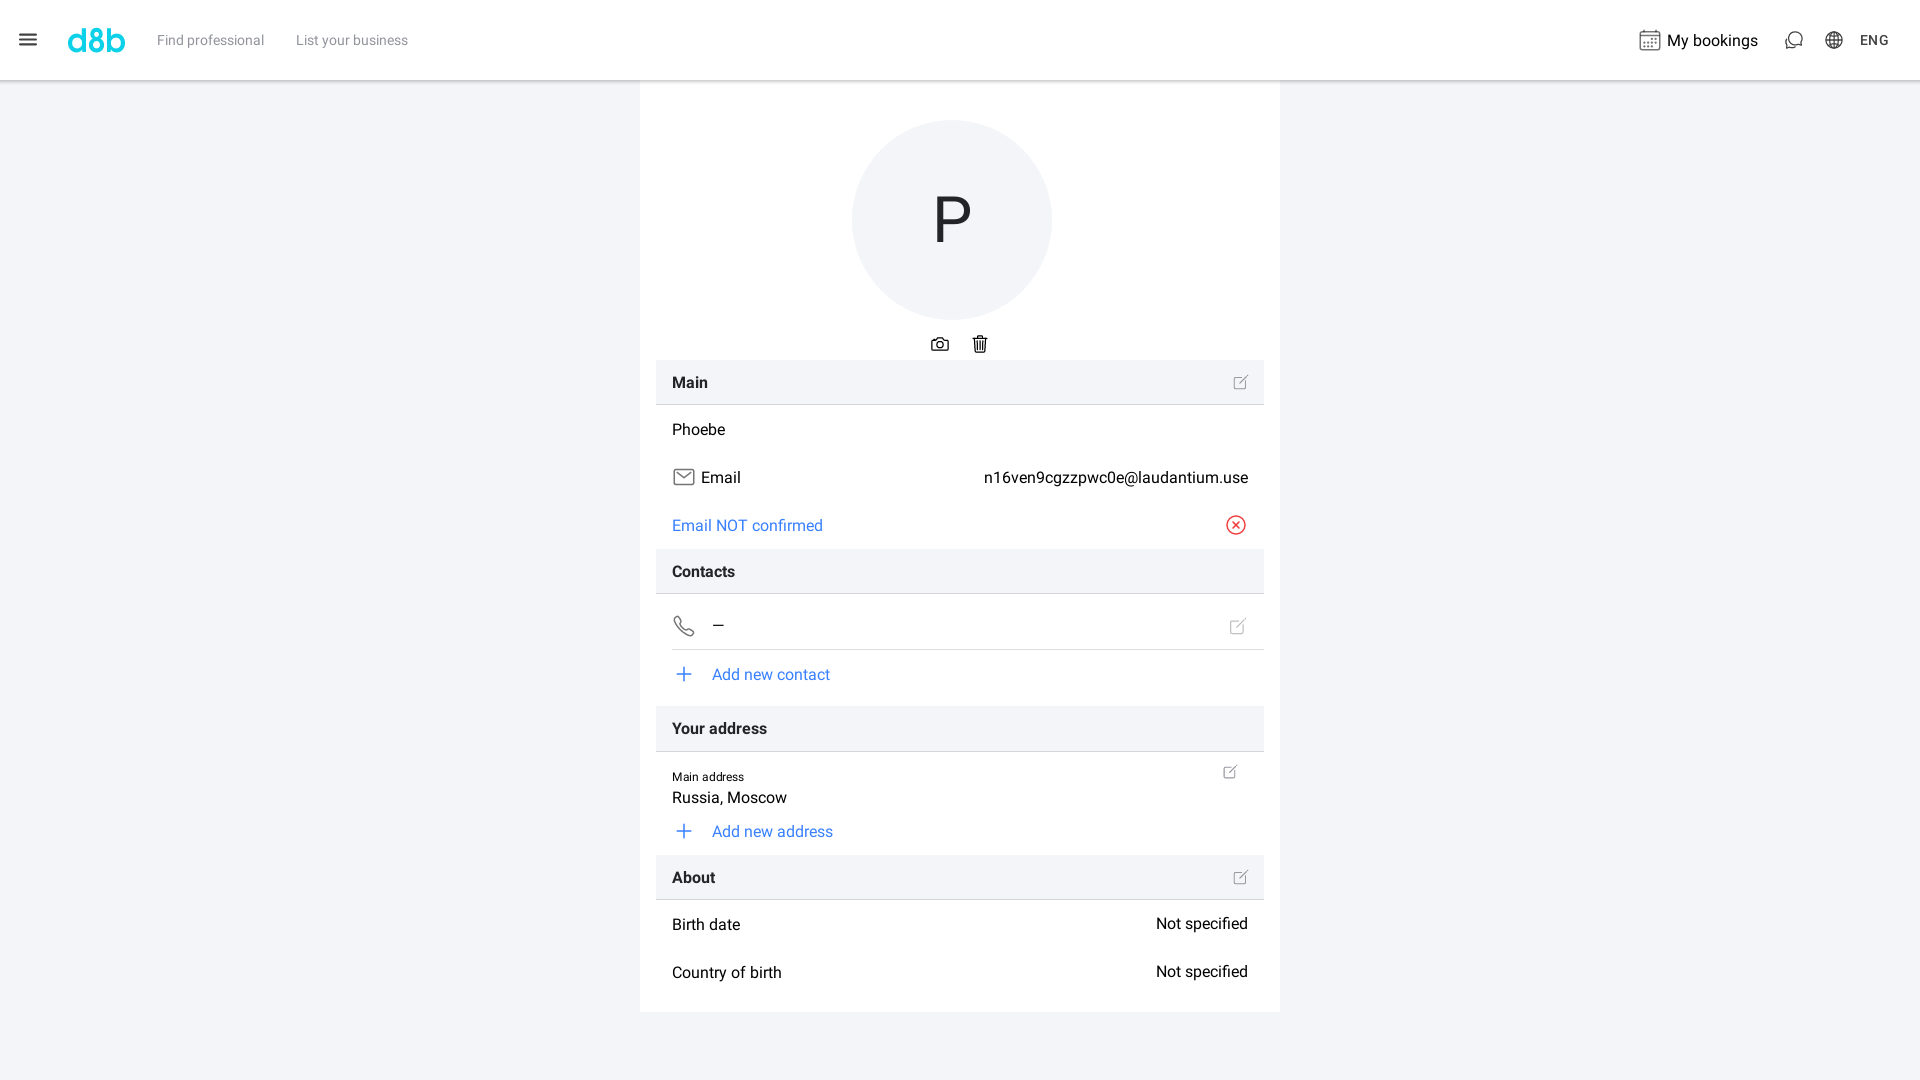 d8b
Find professional
List your business
My bookings
ENG
P
Main
Phoebe
Email
n16ven9cgzzpwc0e@laudantium.use
Email NOT confirmed
Contacts
—
Add new contact
Your address
Main address
Russia, Moscow
Add new address
About
Birth date
Not specified
Country of birth
Not specified